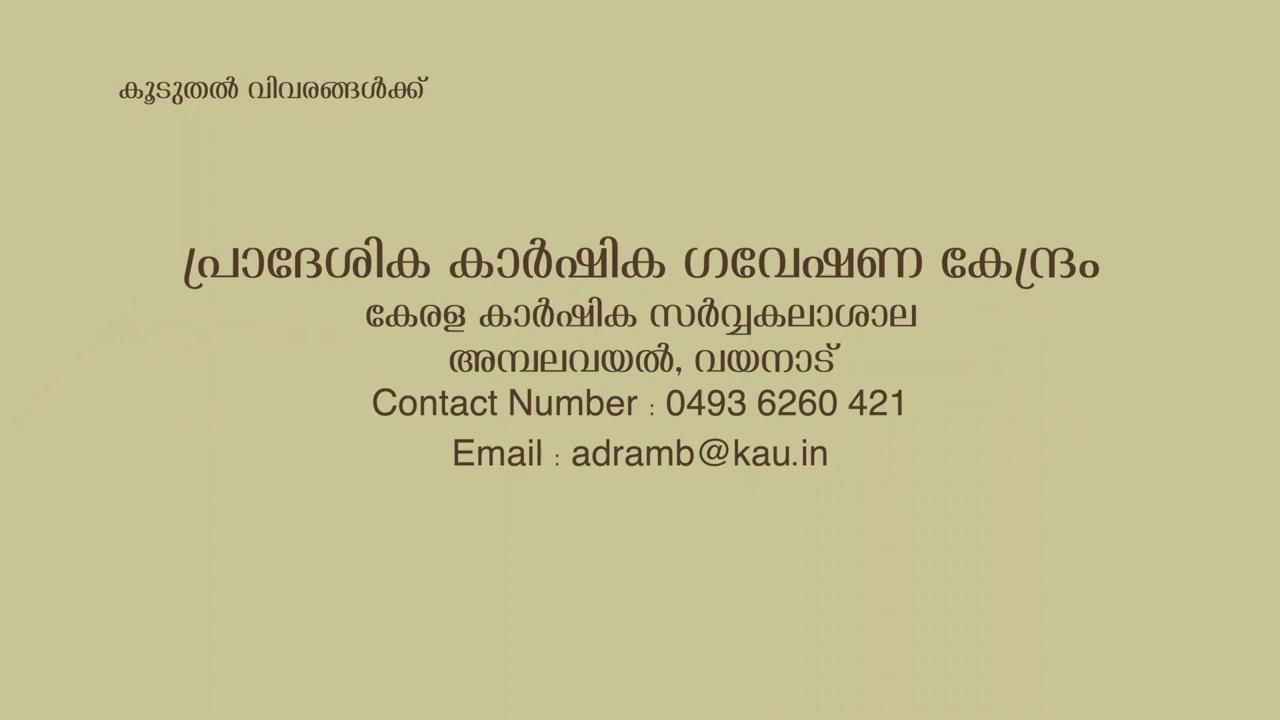 കൂടുതൽ വിവരങ്ങൾക്ക്
പ്രാദേശിക കാർഷിക ഗവേഷണ കേന്ദ്രം
കേരള കാർഷിക സർവ്വകലാശാല
അമ്പലവയൽ, വയനാട്
Contact Number : 0493 6260 421
Email : adramb@kau.in